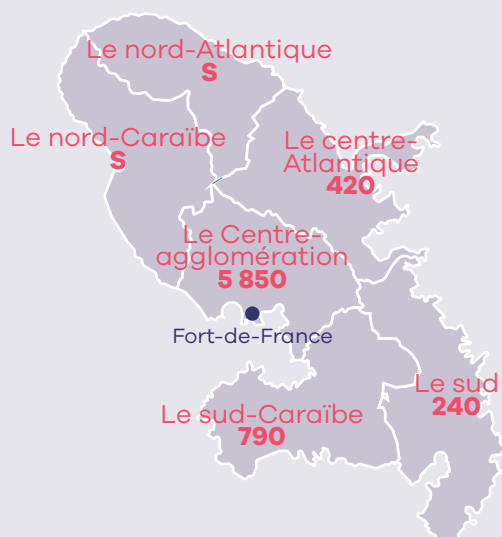 Le nord-Atlantique
S
Le nord-Caraïbe
S
Le centre-
Atlantique
420
Le Centre-
agglomération
5 850
Fort-de-France
Le sud
240
Le sud-Caraïbe
790